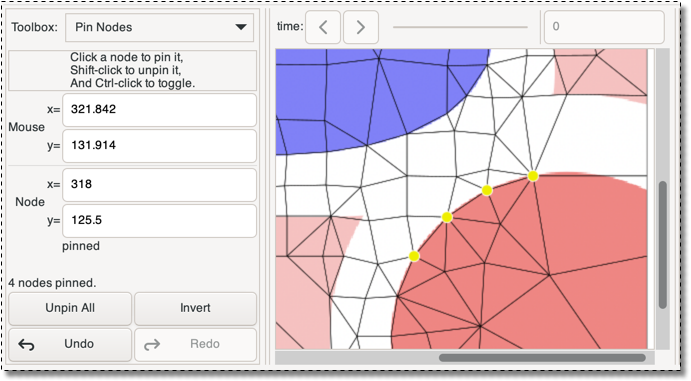 Toolbox: Pin Nodes
time: 0
Click a node to pin it,
Shift-click to unpin it,
And Ctrl-click to toggle.
Mouse
x= 321.842
y= 131.914
Node
x= 318
y= 125.5
pinned
4 nodes pinned.
Unpin All Invert
Undo Redo